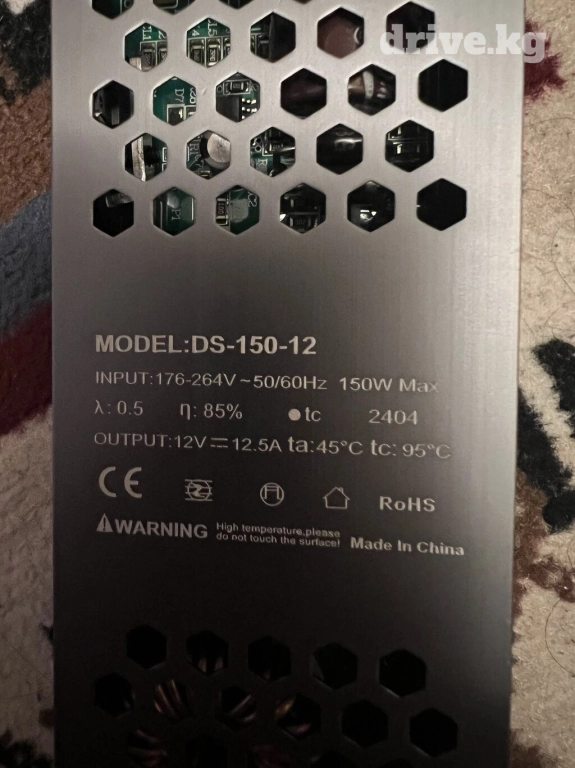 drive.kg
MODEL:DS-150-12
INPUT:176-264V~50/60Hz 150W Max
λ: 0.5 η: 85% ●tc 2404
OUTPUT:12V⎓12.5A ta:45°C tc: 95°C
CE RoHS
WARNING High temperature,please
do not touch the surface! Made In China